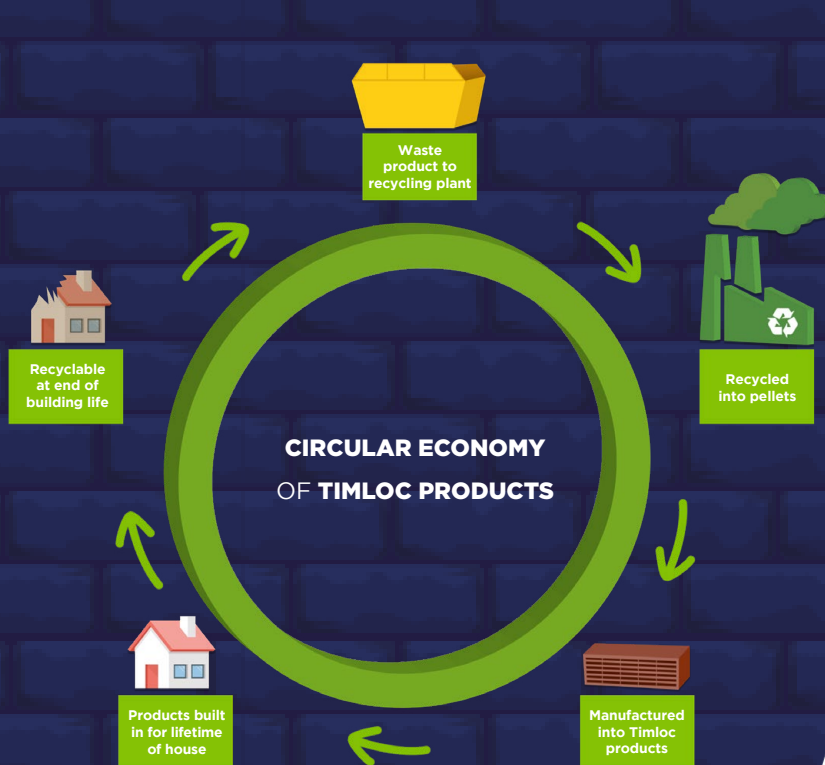 Waste
product to
recycling plant
Recyclable
at end of
building life
Recycled
into pellets
CIRCULAR ECONOMY
OF TIMLOC PRODUCTS
Products built
in for lifetime
of house
Manufactured
into Timloc
products